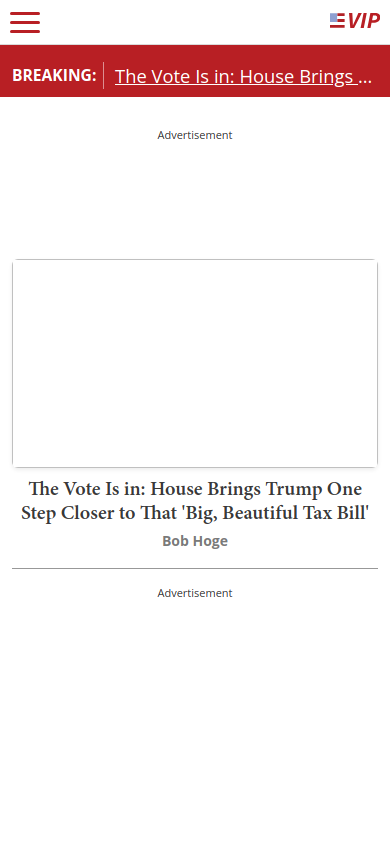 VIP
BREAKING: The Vote Is in: House Brings ...
Advertisement
The Vote Is in: House Brings Trump One
Step Closer to That 'Big, Beautiful Tax Bill'
Bob Hoge
Advertisement